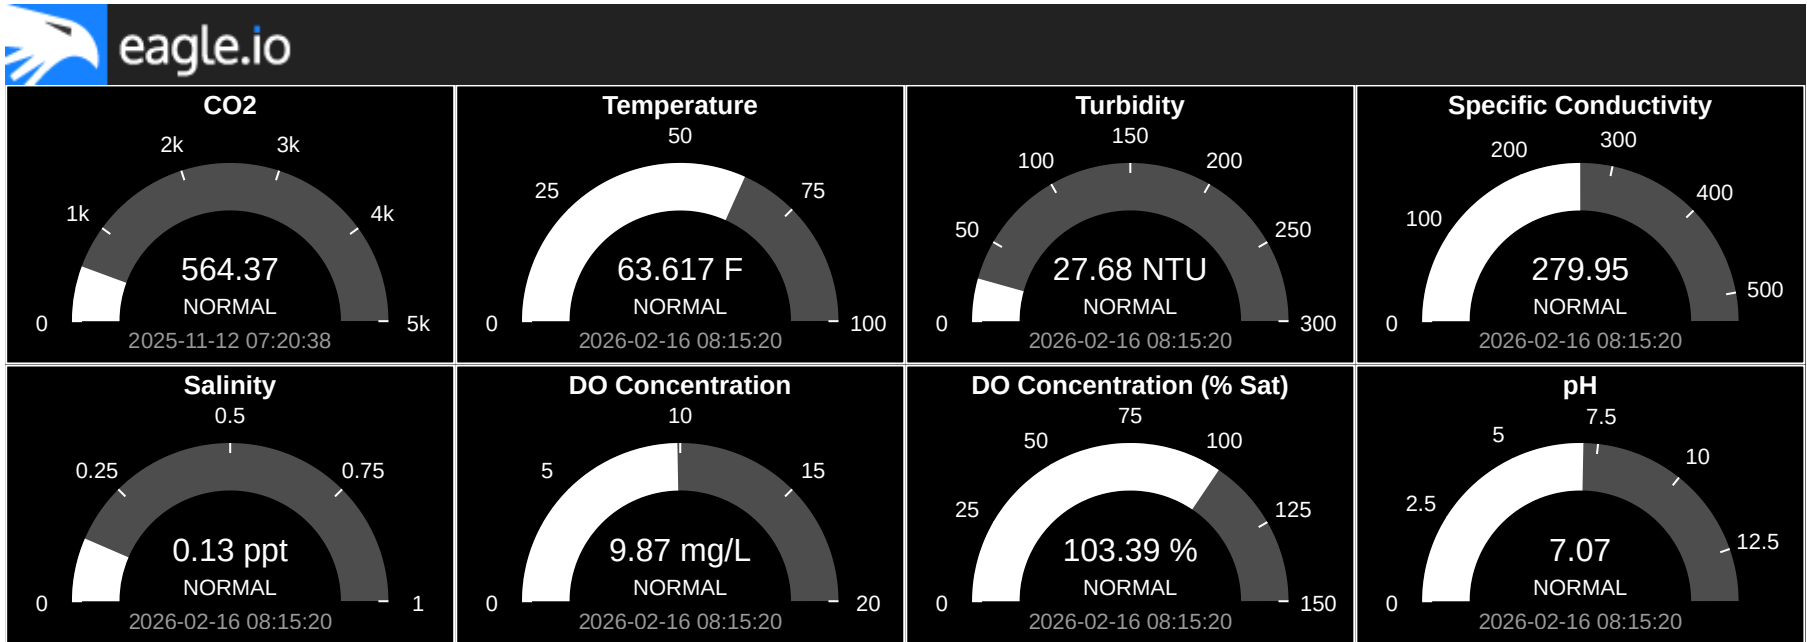 eagle.io
CO2
0
1k
2k
3k
4k
5k
564.37
NORMAL
2025-11-12 07:20:38
Temperature
0
25
50
75
100
63.617 F
NORMAL
2026-02-16 08:15:20
Turbidity
0
50
100
150
200
250
300
27.68 NTU
NORMAL
2026-02-16 08:15:20
Specific Conductivity
0
100
200
300
400
500
279.95
NORMAL
2026-02-16 08:15:20
Salinity
0
0.25
0.5
0.75
1
0.13 ppt
NORMAL
2026-02-16 08:15:20
DO Concentration
0
5
10
15
20
9.87 mg/L
NORMAL
2026-02-16 08:15:20
DO Concentration (% Sat)
0
25
50
75
100
125
150
103.39 %
NORMAL
2026-02-16 08:15:20
pH
0
2.5
5
7.5
10
12.5
7.07
NORMAL
2026-02-16 08:15:20